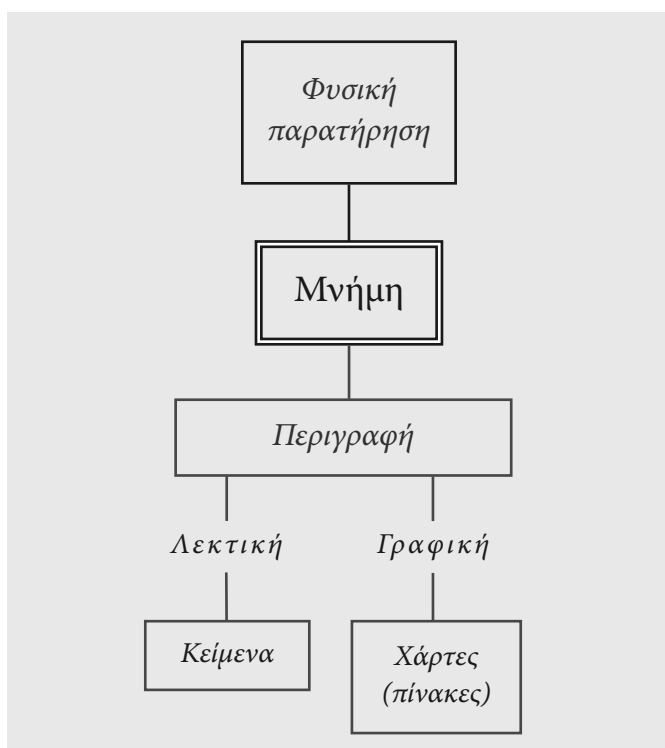 Φυσική
παρατήρηση
Μνήμη
Περιγραφή
Λεκτική
Γραφική
Κείμενα
Χάρτες
(πίνακες)